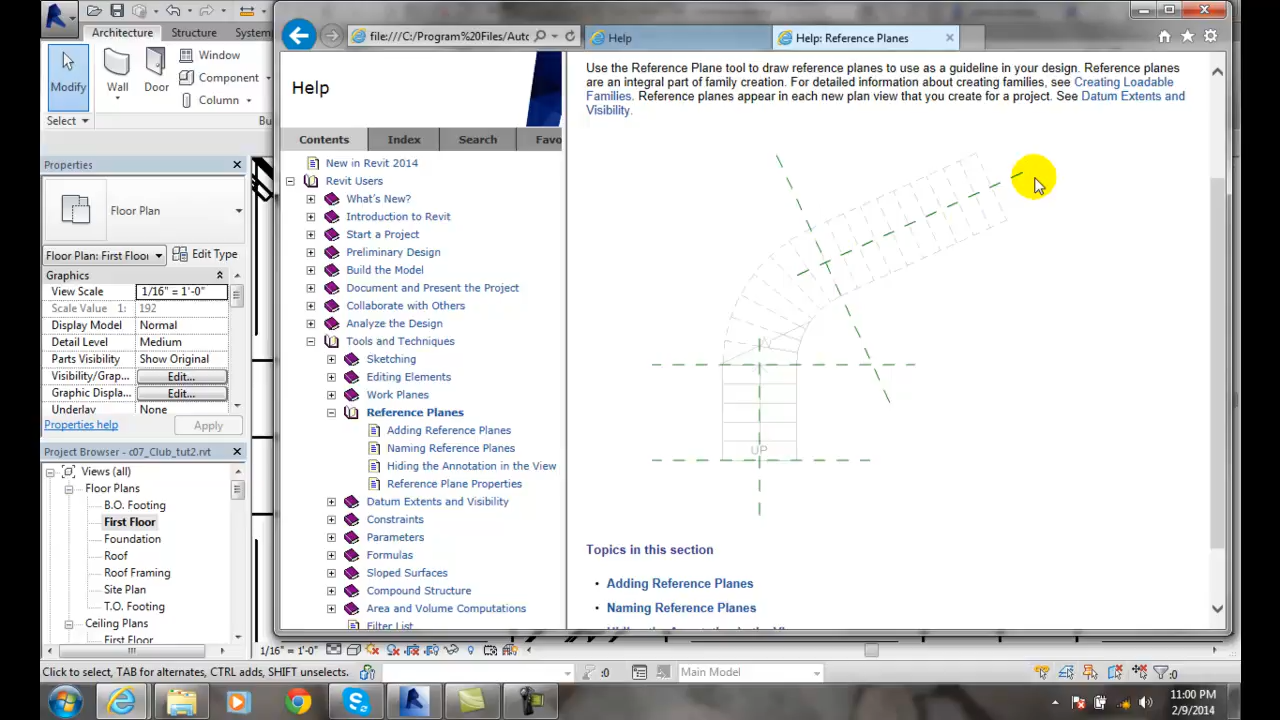 Architecture Structure System
Modify
Wall
Door
Window
Component
Column
Select
Bu
Properties
Floor Plan
Floor Plan: First Floor
Edit Type
Graphics
View Scale 1/16" = 1'-0"
Scale Value 1: 192
Display Model Normal
Detail Level Medium
Parts Visibility Show Original
Visibility/Grap... Edit...
Graphic Displa... Edit...
Underlay None
Properties help Apply
Project Browser - c07_Club_tut2.rvt
Views (all)
Floor Plans
B.O. Footing
First Floor
Foundation
Roof
Roof Framing
Site Plan
T.O. Footing
Ceiling Plans
First Floor
file:///C:/Program%20Files/Autc
Help
Help: Reference Planes
Help
Contents Index Search Favo
New in Revit 2014
Revit Users
What's New?
Introduction to Revit
Start a Project
Preliminary Design
Build the Model
Document and Present the Project
Collaborate with Others
Analyze the Design
Tools and Techniques
Sketching
Editing Elements
Work Planes
Reference Planes
Adding Reference Planes
Naming Reference Planes
Hiding the Annotation in the View
Reference Plane Properties
Datum Extents and Visibility
Constraints
Parameters
Formulas
Sloped Surfaces
Compound Structure
Area and Volume Computations
Filter List
Use the Reference Plane tool to draw reference planes to use as a guideline in your design. Reference planes
are an integral part of family creation. For detailed information about creating families, see Creating Loadable
Families. Reference planes appear in each new plan view that you create for a project. See Datum Extents and
Visibility.
UP
Topics in this section
• Adding Reference Planes
• Naming Reference Planes
1/16" = 1'-0"
Click to select, TAB for alternates, CTRL adds, SHIFT unselects.
:0
Main Model
:0
11:00 PM
2/9/2014